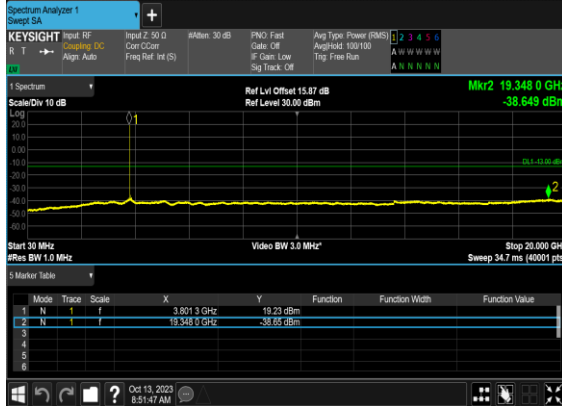 Spectrum Analyzer 1
Swept SA
+
KEYSIGHT Input: RF Input Z: 50 Ω #Atten: 30 dB PNO: Fast Avg Type: Power (RMS) 1 2 3 4 5 6
R T Coupling: DC Corr CCorr Gate: Off Avg|Hold: 100/100 A W W W W W
Align: Auto Freq Ref: Int (S) IF Gain: Low Trig: Free Run
Sig Track: Off A N N N N N
1 Spectrum Ref Lvl Offset 15.87 dB Mkr2 19.348 0 GHz
Scale/Div 10 dB Ref Level 30.00 dBm -38.649 dBm
Log
20.0
10.0
0.00
-10.0
-20.0
-30.0
-40.0
-50.0
-60.0
1
DL1 -13.00 dBm
2
Start 30 MHz Video BW 3.0 MHz* Stop 20.000 GHz
#Res BW 1.0 MHz Sweep 34.7 ms (40001 pts)
5 Marker Table
Mode Trace Scale X Y Function Function Width Function Value
1 N 1 f 3.801 3 GHz 19.23 dBm
2 N 1 f 19.348 0 GHz -38.65 dBm
3
4
5
6
? Oct 13, 2023
8:51:47 AM